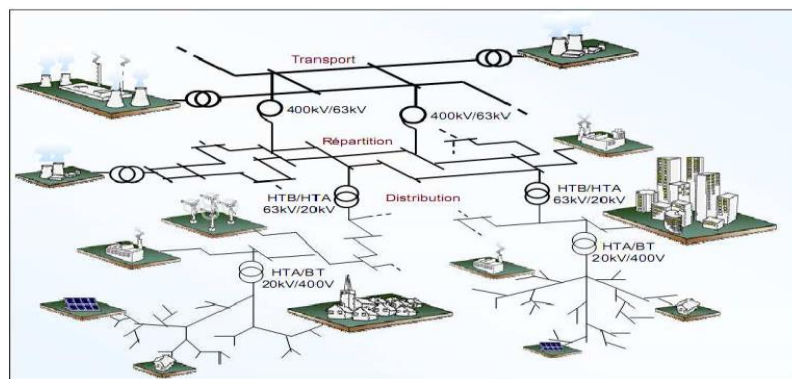 Transport
400kV/63kV
400kV/63kV
Répartition
HTB/HTA
63kV/20kV
Distribution
HTB/HTA
63kV/20kV
HTA/BT
20kV/400V
HTA/BT
20kV/400V